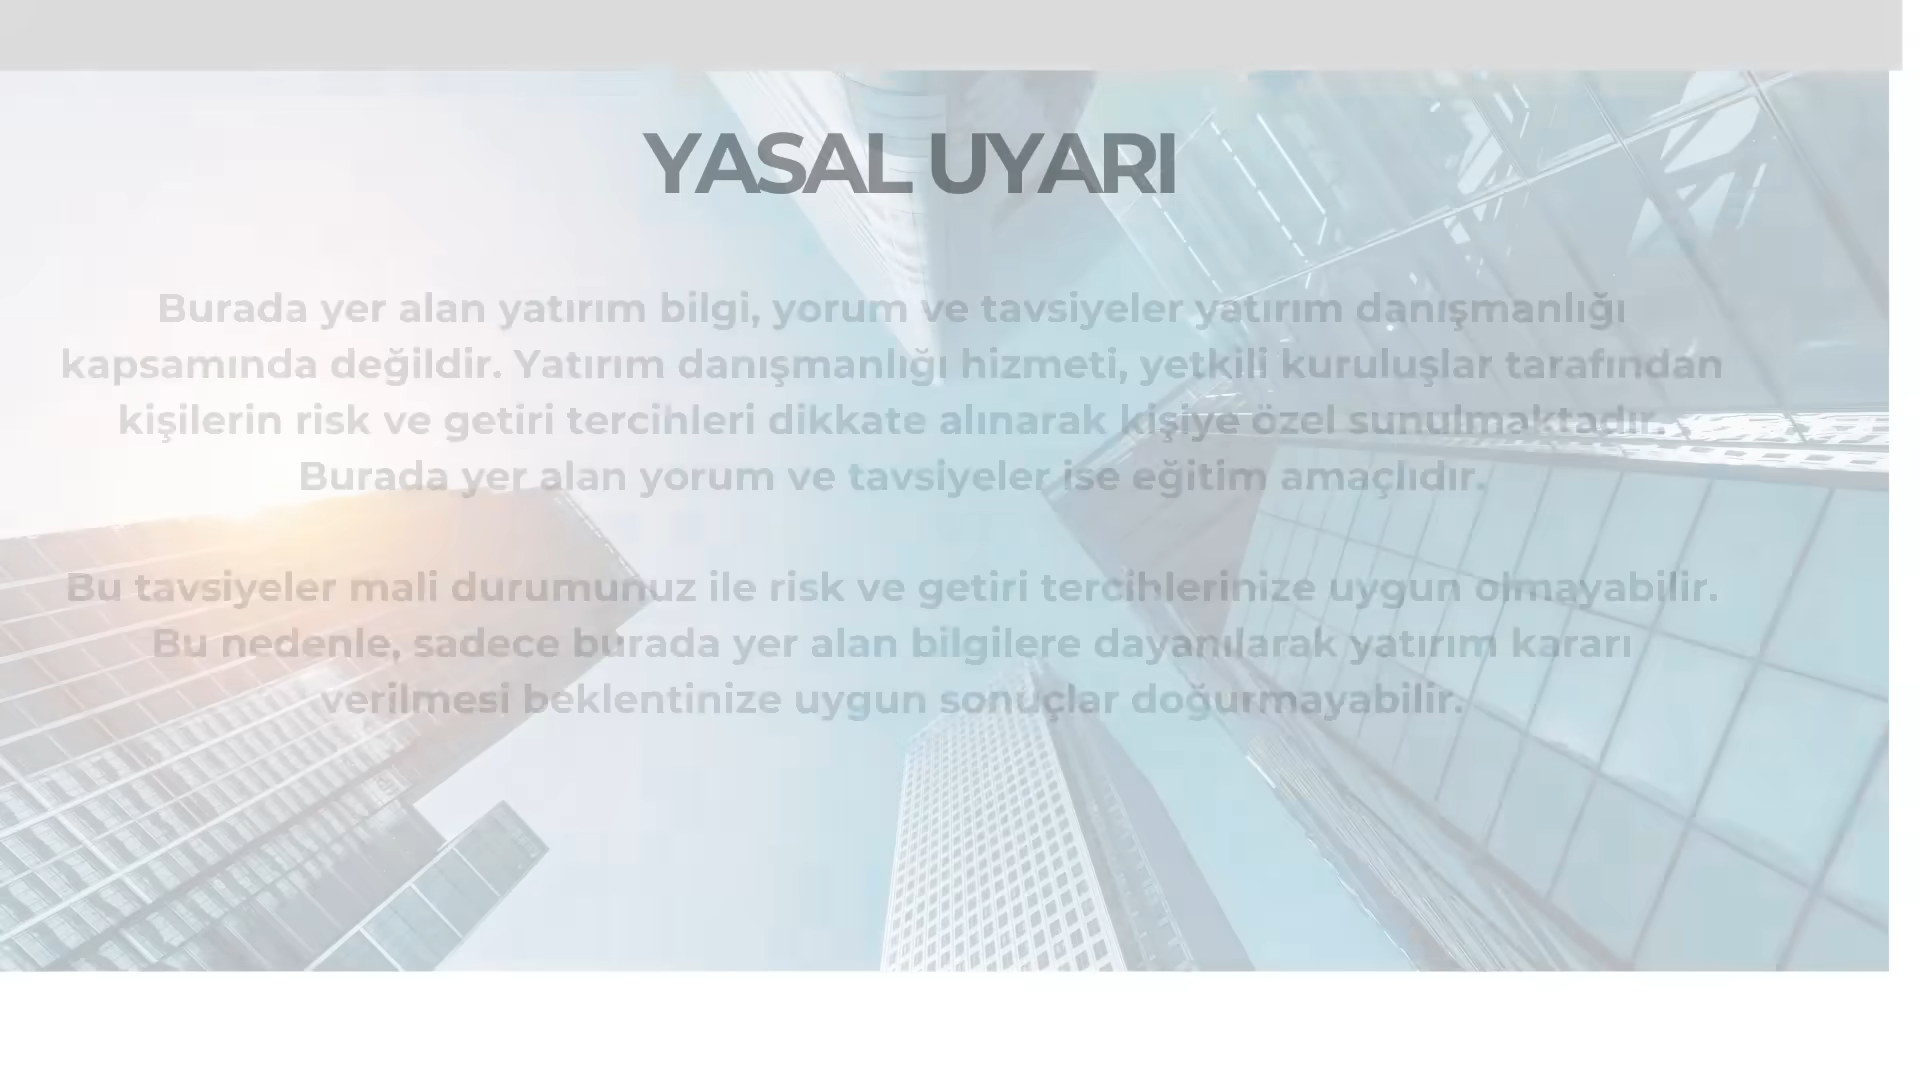 YASAL UYARI
Burada yer alan yatırım bilgi, yorum ve tavsiyeler yatırım danışmanlığı
kapsamında değildir. Yatırım danışmanlığı hizmeti, yetkili kuruluşlar tarafından
kişilerin risk ve getiri tercihleri dikkate alınarak kişiye özel sunulmaktadır.
Burada yer alan yorum ve tavsiyeler ise eğitim amaçlıdır.
Bu tavsiyeler mali durumunuz ile risk ve getiri tercihlerinize uygun olmayabilir.
Bu nedenle, sadece burada yer alan bilgilere dayanılarak yatırım kararı
verilmesi beklentinize uygun sonuçlar doğurmayabilir.